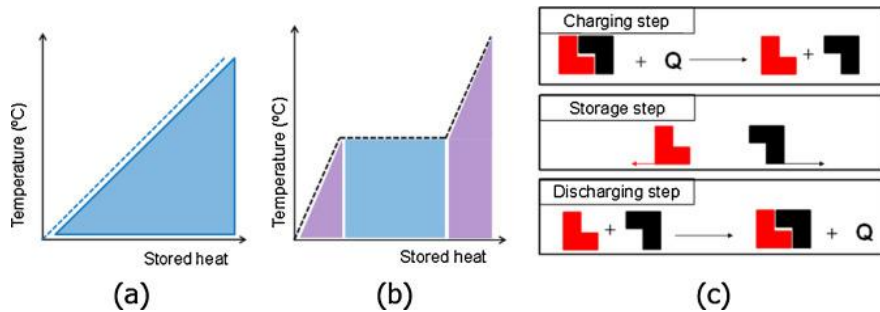 Temperature (ºC)
Stored heat
(a)
Temperature (ºC)
Stored heat
(b)
Charging step
+ Q
+
Storage step
Discharging step
+
+ Q
(c)